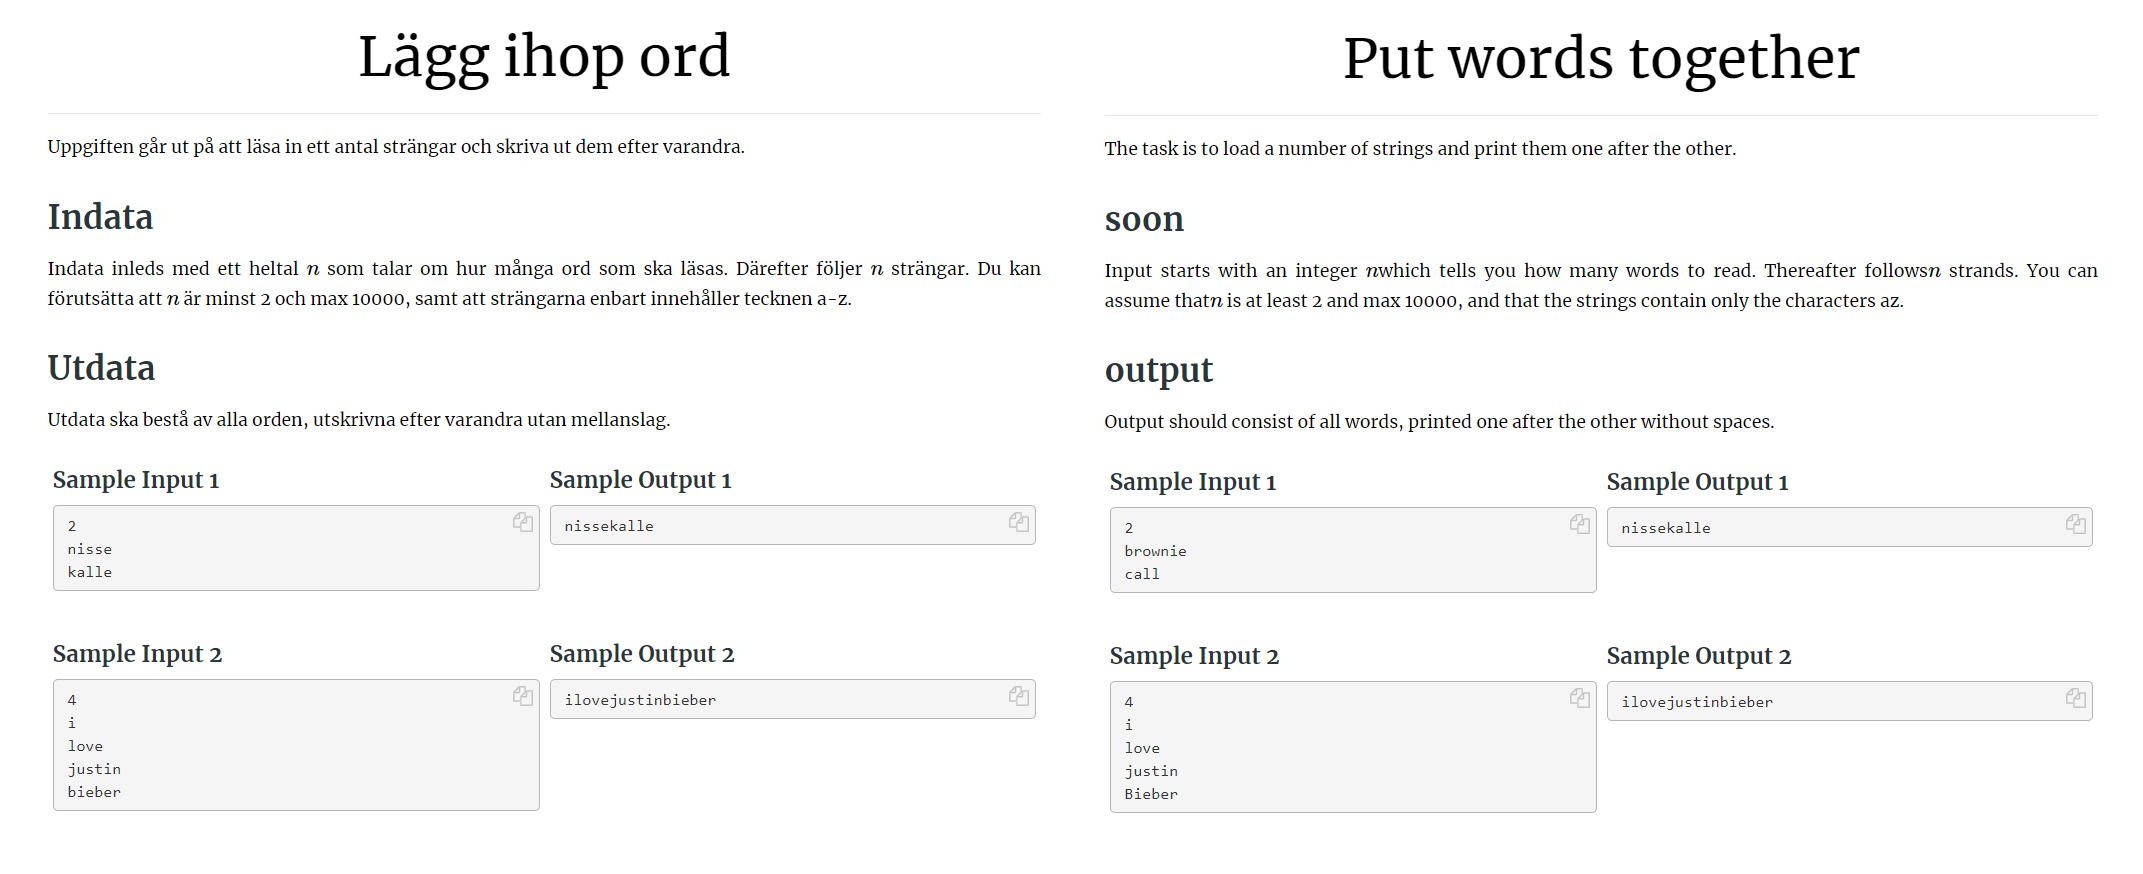 Lägg ihop ord
Uppgiften går ut på att läsa in ett antal strängar och skriva ut dem efter varandra.
Indata
Indata inleds med ett heltal n som talar om hur många ord som ska läsas. Därefter följer n strängar. Du kan
förutsätta att n är minst 2 och max 10000, samt att strängarna enbart innehåller tecknen a-z.
Utdata
Utdata ska bestå av alla orden, utskrivna efter varandra utan mellanslag.
Sample Input 1
2
nisse
kalle
Sample Output 1
nissekalle
Sample Input 2
4
i
love
justin
bieber
Sample Output 2
ilovejustinbieber
Put words together
The task is to load a number of strings and print them one after the other.
soon
Input starts with an integer nwhich tells you how many words to read. Thereafter followsn strands. You can
assume thatn is at least 2 and max 10000, and that the strings contain only the characters az.
output
Output should consist of all words, printed one after the other without spaces.
Sample Input 1
2
brownie
call
Sample Output 1
nissekalle
Sample Input 2
4
i
love
justin
Bieber
Sample Output 2
ilovejustinbieber